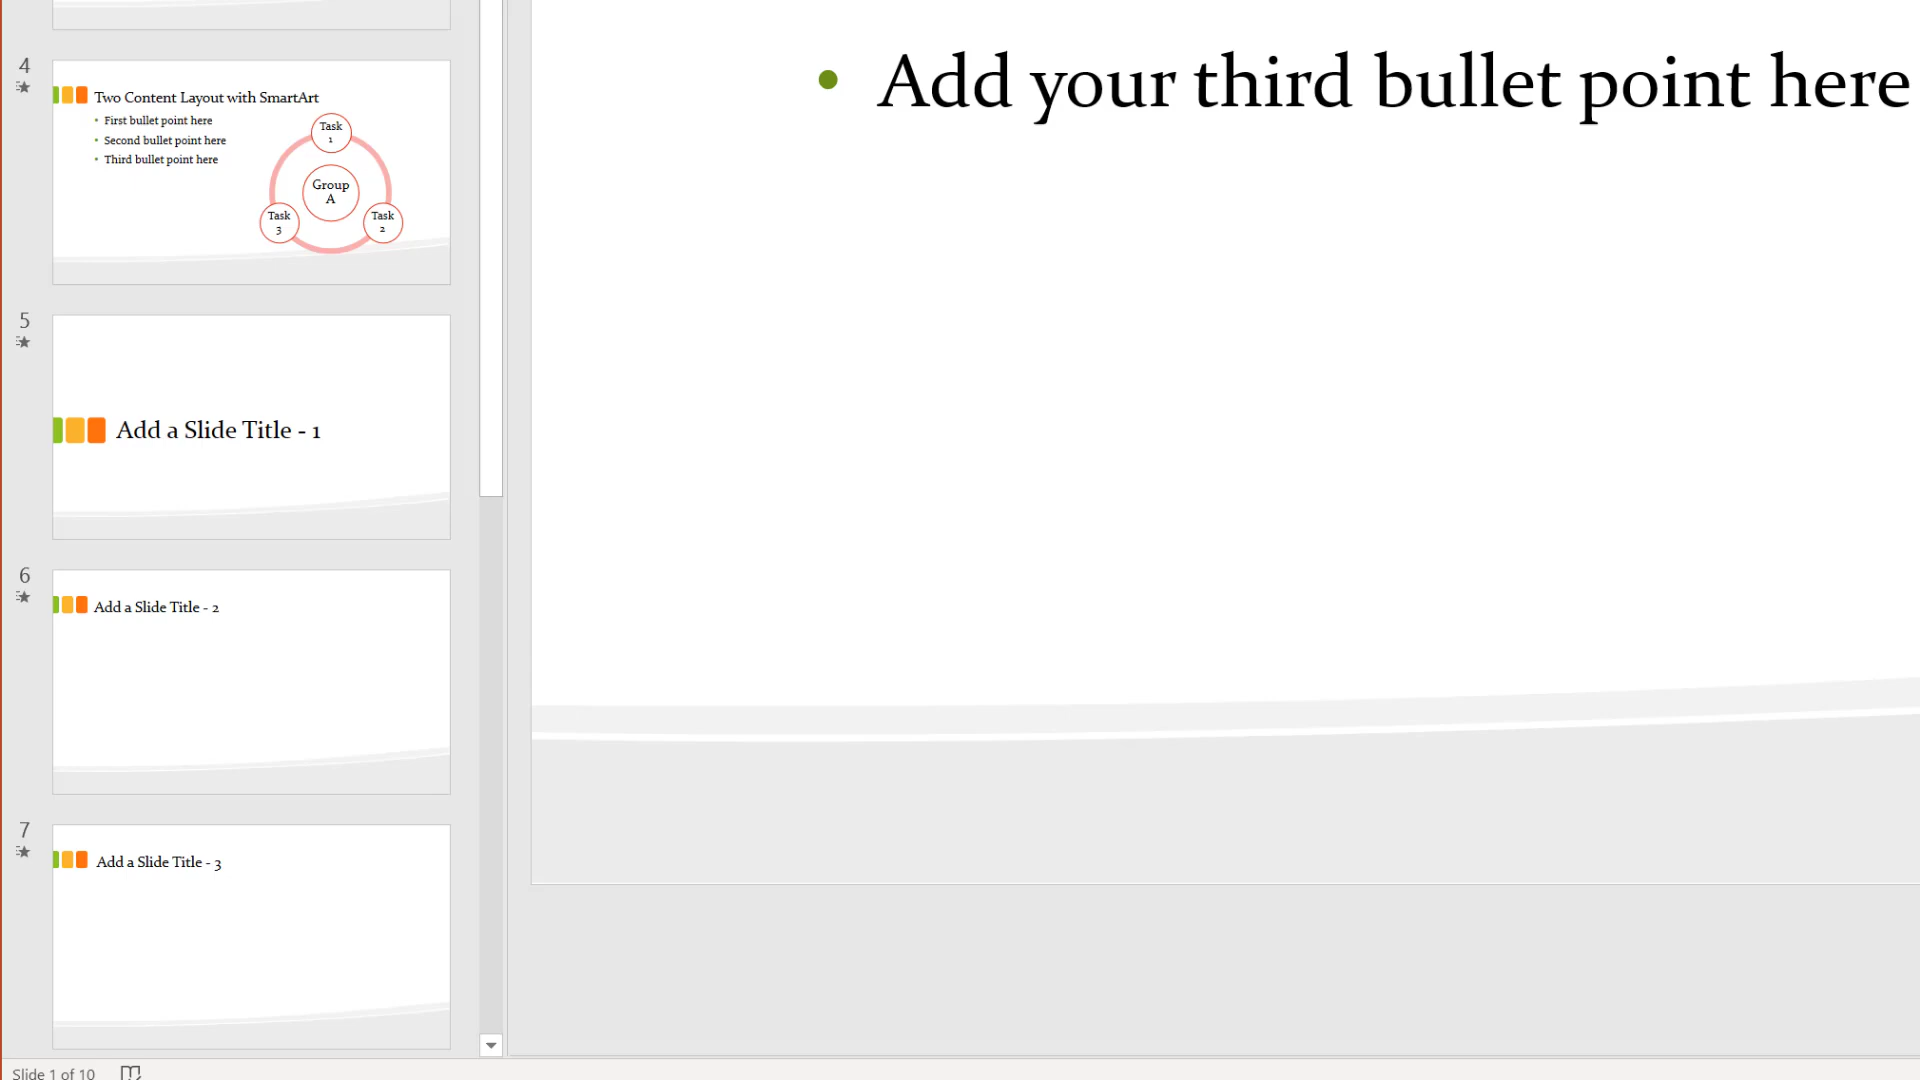 4
Two Content Layout with SmartArt
• First bullet point here
• Second bullet point here
• Third bullet point here
Task
1
Group
A
Task
3
Task
2
5
Add a Slide Title - 1
6
Add a Slide Title - 2
7
Add a Slide Title - 3
• Add your third bullet point here
Slide 1 of 10